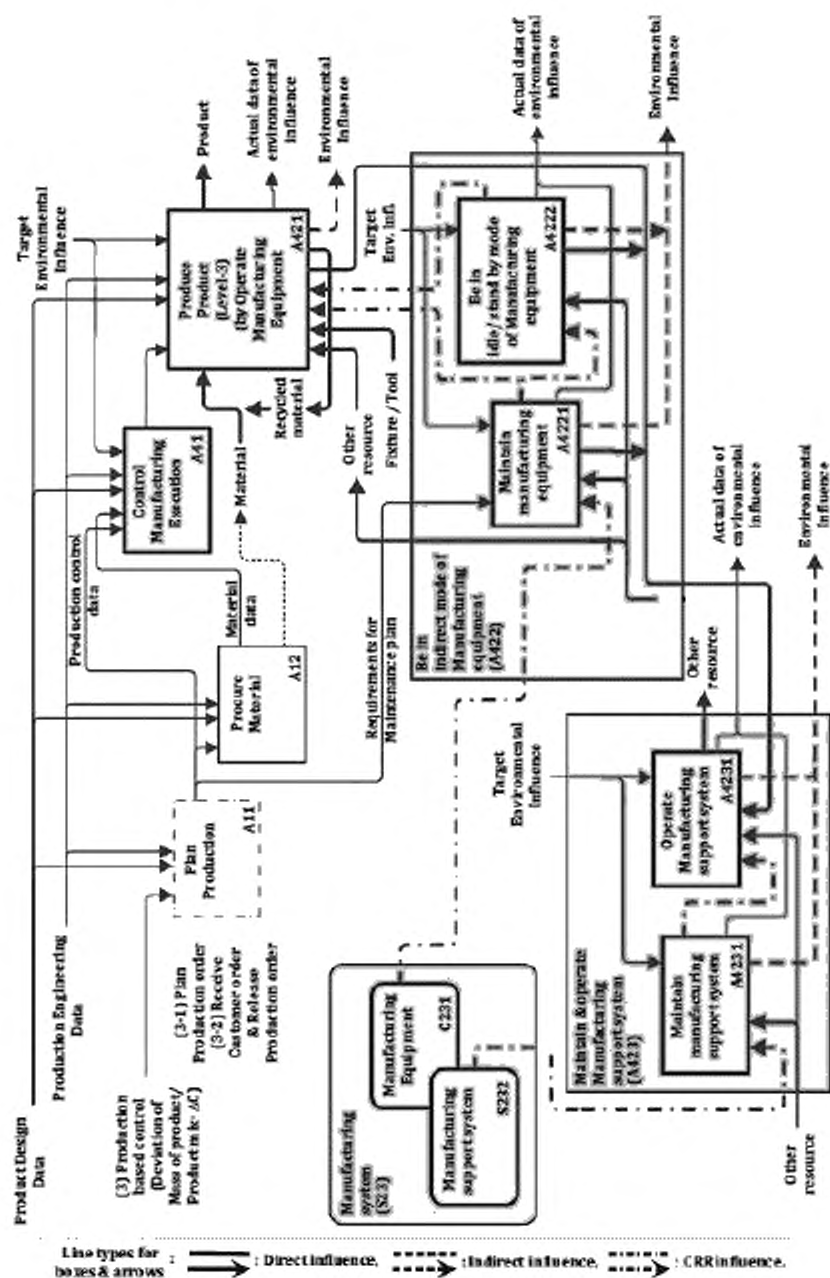 Product Design
Data
Production Engineering
Data
Target
Environmental
Influence
(3) Production
based control
(Deviation of
Mass of product/
Product mix: ΔC)
(3-1) Plan
Production order
(3-2) Receive
Customer order
& Release
Production order
Plan
Production
A11
Procure
Material
A12
Production control
data
Material
data
Control
Manufacturing
Execution
A41
Material
Recycled
material
Produce
Product
(Level-3)
(by Operate
Manufacturing
Equipment
A421
Product
Actual data of
environmental
influence
Environmental
Influence
Requirements for
Maintenance plan
Other
resource
Fixture / Tool
Target
Env. Infl.
Manufacturing
system
(S23)
Manufacturing
Equipment
C231
Manufacturing
support system
S232
Be in
Indirect mode of
Manufacturing
equipment
(A422)
Maintain
manufacturing
equipment
A4221
Be in
idle/ stand by mode
of Manufacturing
equipment
A4222
Actual data of
environmental
influence
Environmental
Influence
Target
Environmental
Influence
Maintain & operate
Manufacturing
support system
(A423)
Maintain
manufacturing
support system
A4231
Operate
Manufacturing
support system
A4231
Other
resource
Actual data of
environmental
influence
Environmental
Influence
Other
resource
Line types for
boxes & arrows
: : Direct influence, : Indirect influence, : CRR influence.